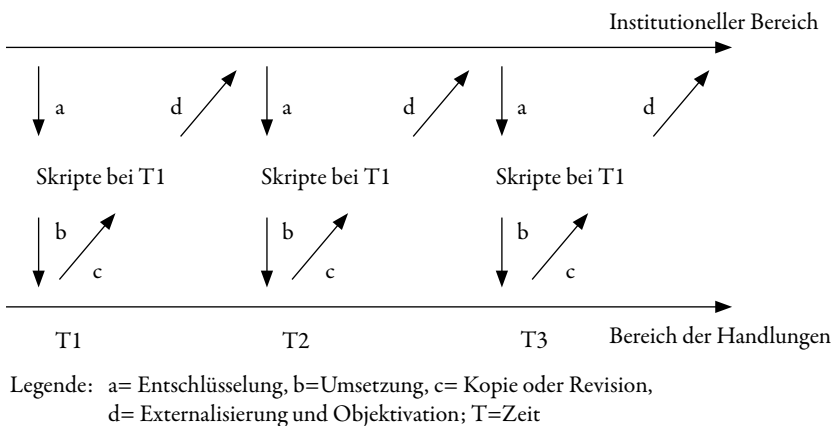 Institutioneller Bereich
a d a d a d
Skripte bei T1 Skripte bei T1 Skripte bei T1
b b b
c c c
T1 T2 T3 Bereich der Handlungen
Legende: a= Entschlüsselung, b=Umsetzung, c= Kopie oder Revision,
d= Externalisierung und Objektivation; T=Zeit